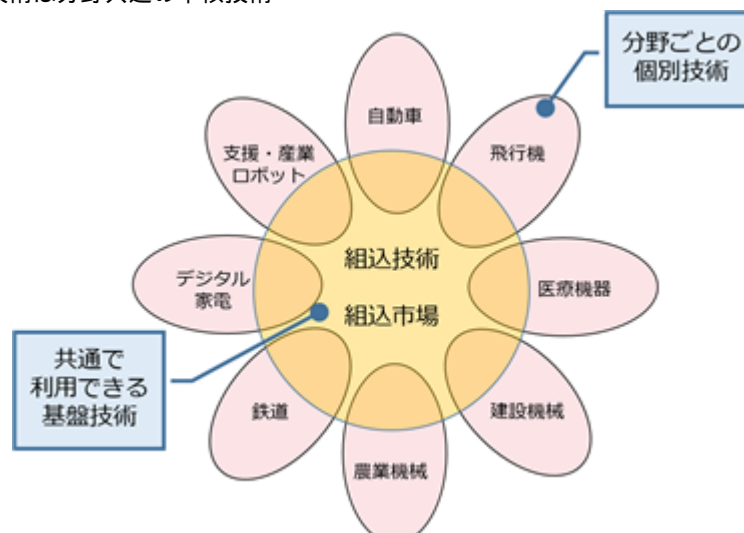 分野ごとの
個別技術
自動車
支援・産業
ロボット
飛行機
組込技術
デジタル
家電
医療機器
組込市場
共通で
利用できる
基盤技術
鉄道
建設機械
農業機械